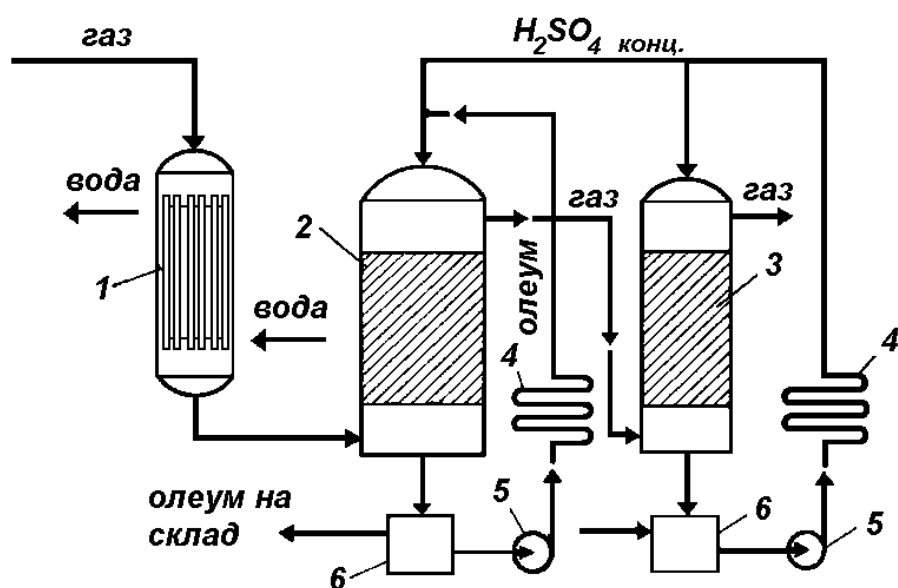 газ
H₂SO₄ конц.
вода
газ
газ
2
олеум
3
1
вода
4
4
олеум на
склад
5
6
6
5